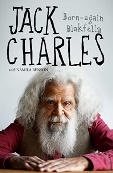 JACK
CHARLES
Born-again
Blakfella
WITH NAMILA BENSON